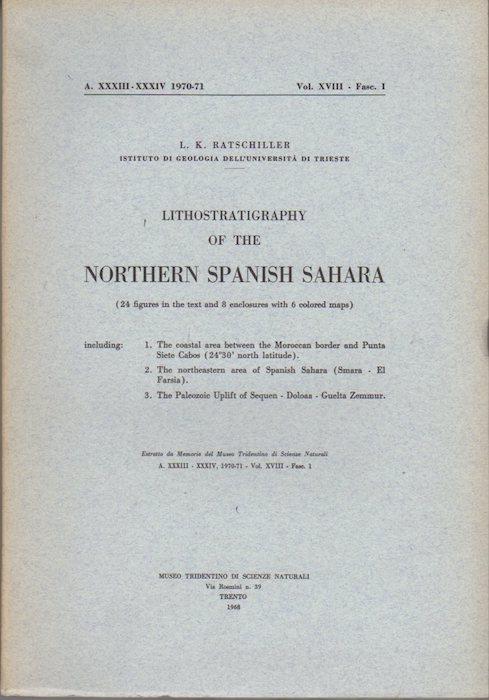 A. XXXIII-XXXIV 1970-71 Vol. XVIII - Fasc. I
L. K. RATSCHILLER
ISTITUTO DI GEOLOGIA DELL'UNIVERSITÀ DI TRIESTE
LITHOSTRATIGRAPHY
OF THE
NORTHERN SPANISH SAHARA
(24 figures in the text and 8 enclosures with 6 colored maps)
including: 1. The coastal area between the Moroccan border and Punta
Siete Cabos (24°30' north latitude).
2. The northeastern area of Spanish Sahara (Smara - El
Farsia).
3. The Paleozoic Uplift of Sequen - Doloaa - Guelta Zemmur.
Estratto da Memorie del Museo Tridentino di Scienze Naturali
A. XXXIII - XXXIV, 1970-71 - Vol. XVIII - Fasc. 1
MUSEO TRIDENTINO DI SCIENZE NATURALI
Via Rosmini n. 39
TRENTO
1968